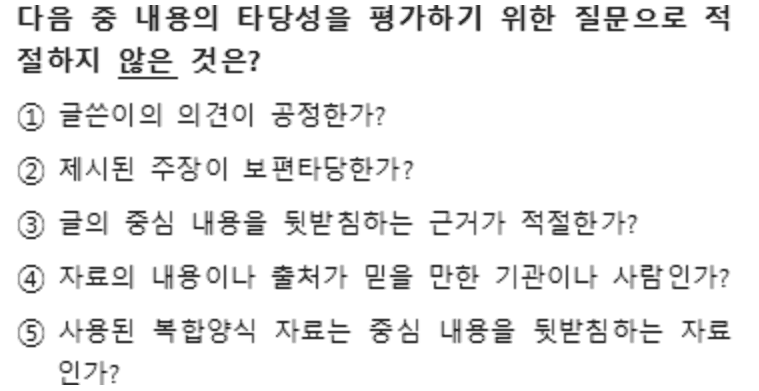 다음 중 내용의 타당성을 평가하기 위한 질문으로 적
절하지 않은 것은?
① 글쓴이의 의견이 공정한가?
② 제시된 주장이 보편타당한가?
③ 글의 중심 내용을 뒷받침하는 근거가 적절한가?
④ 자료의 내용이나 출처가 믿을 만한 기관이나 사람인가?
⑤ 사용된 복합양식 자료는 중심 내용을 뒷받침하는 자료
인가?